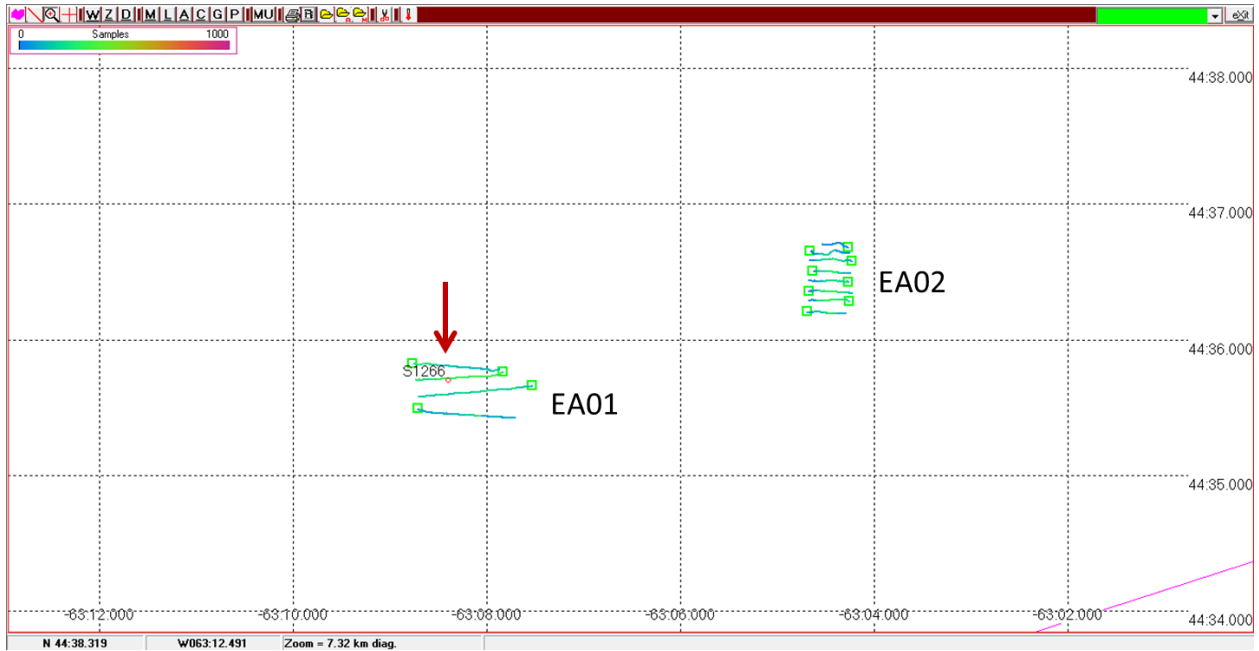 W Z D M L A C G P MU R eXit
0 Samples 1000
44:38.000
44:37.000
EA02
44:36.000
S1266
EA01
44:35.000
-63:12.000 -63:10.000 -63:08.000 -63:06.000 -63:04.000 -63:02.000
44:34.000
N 44:38.319 W063:12.491 Zoom = 7.32 km diag.